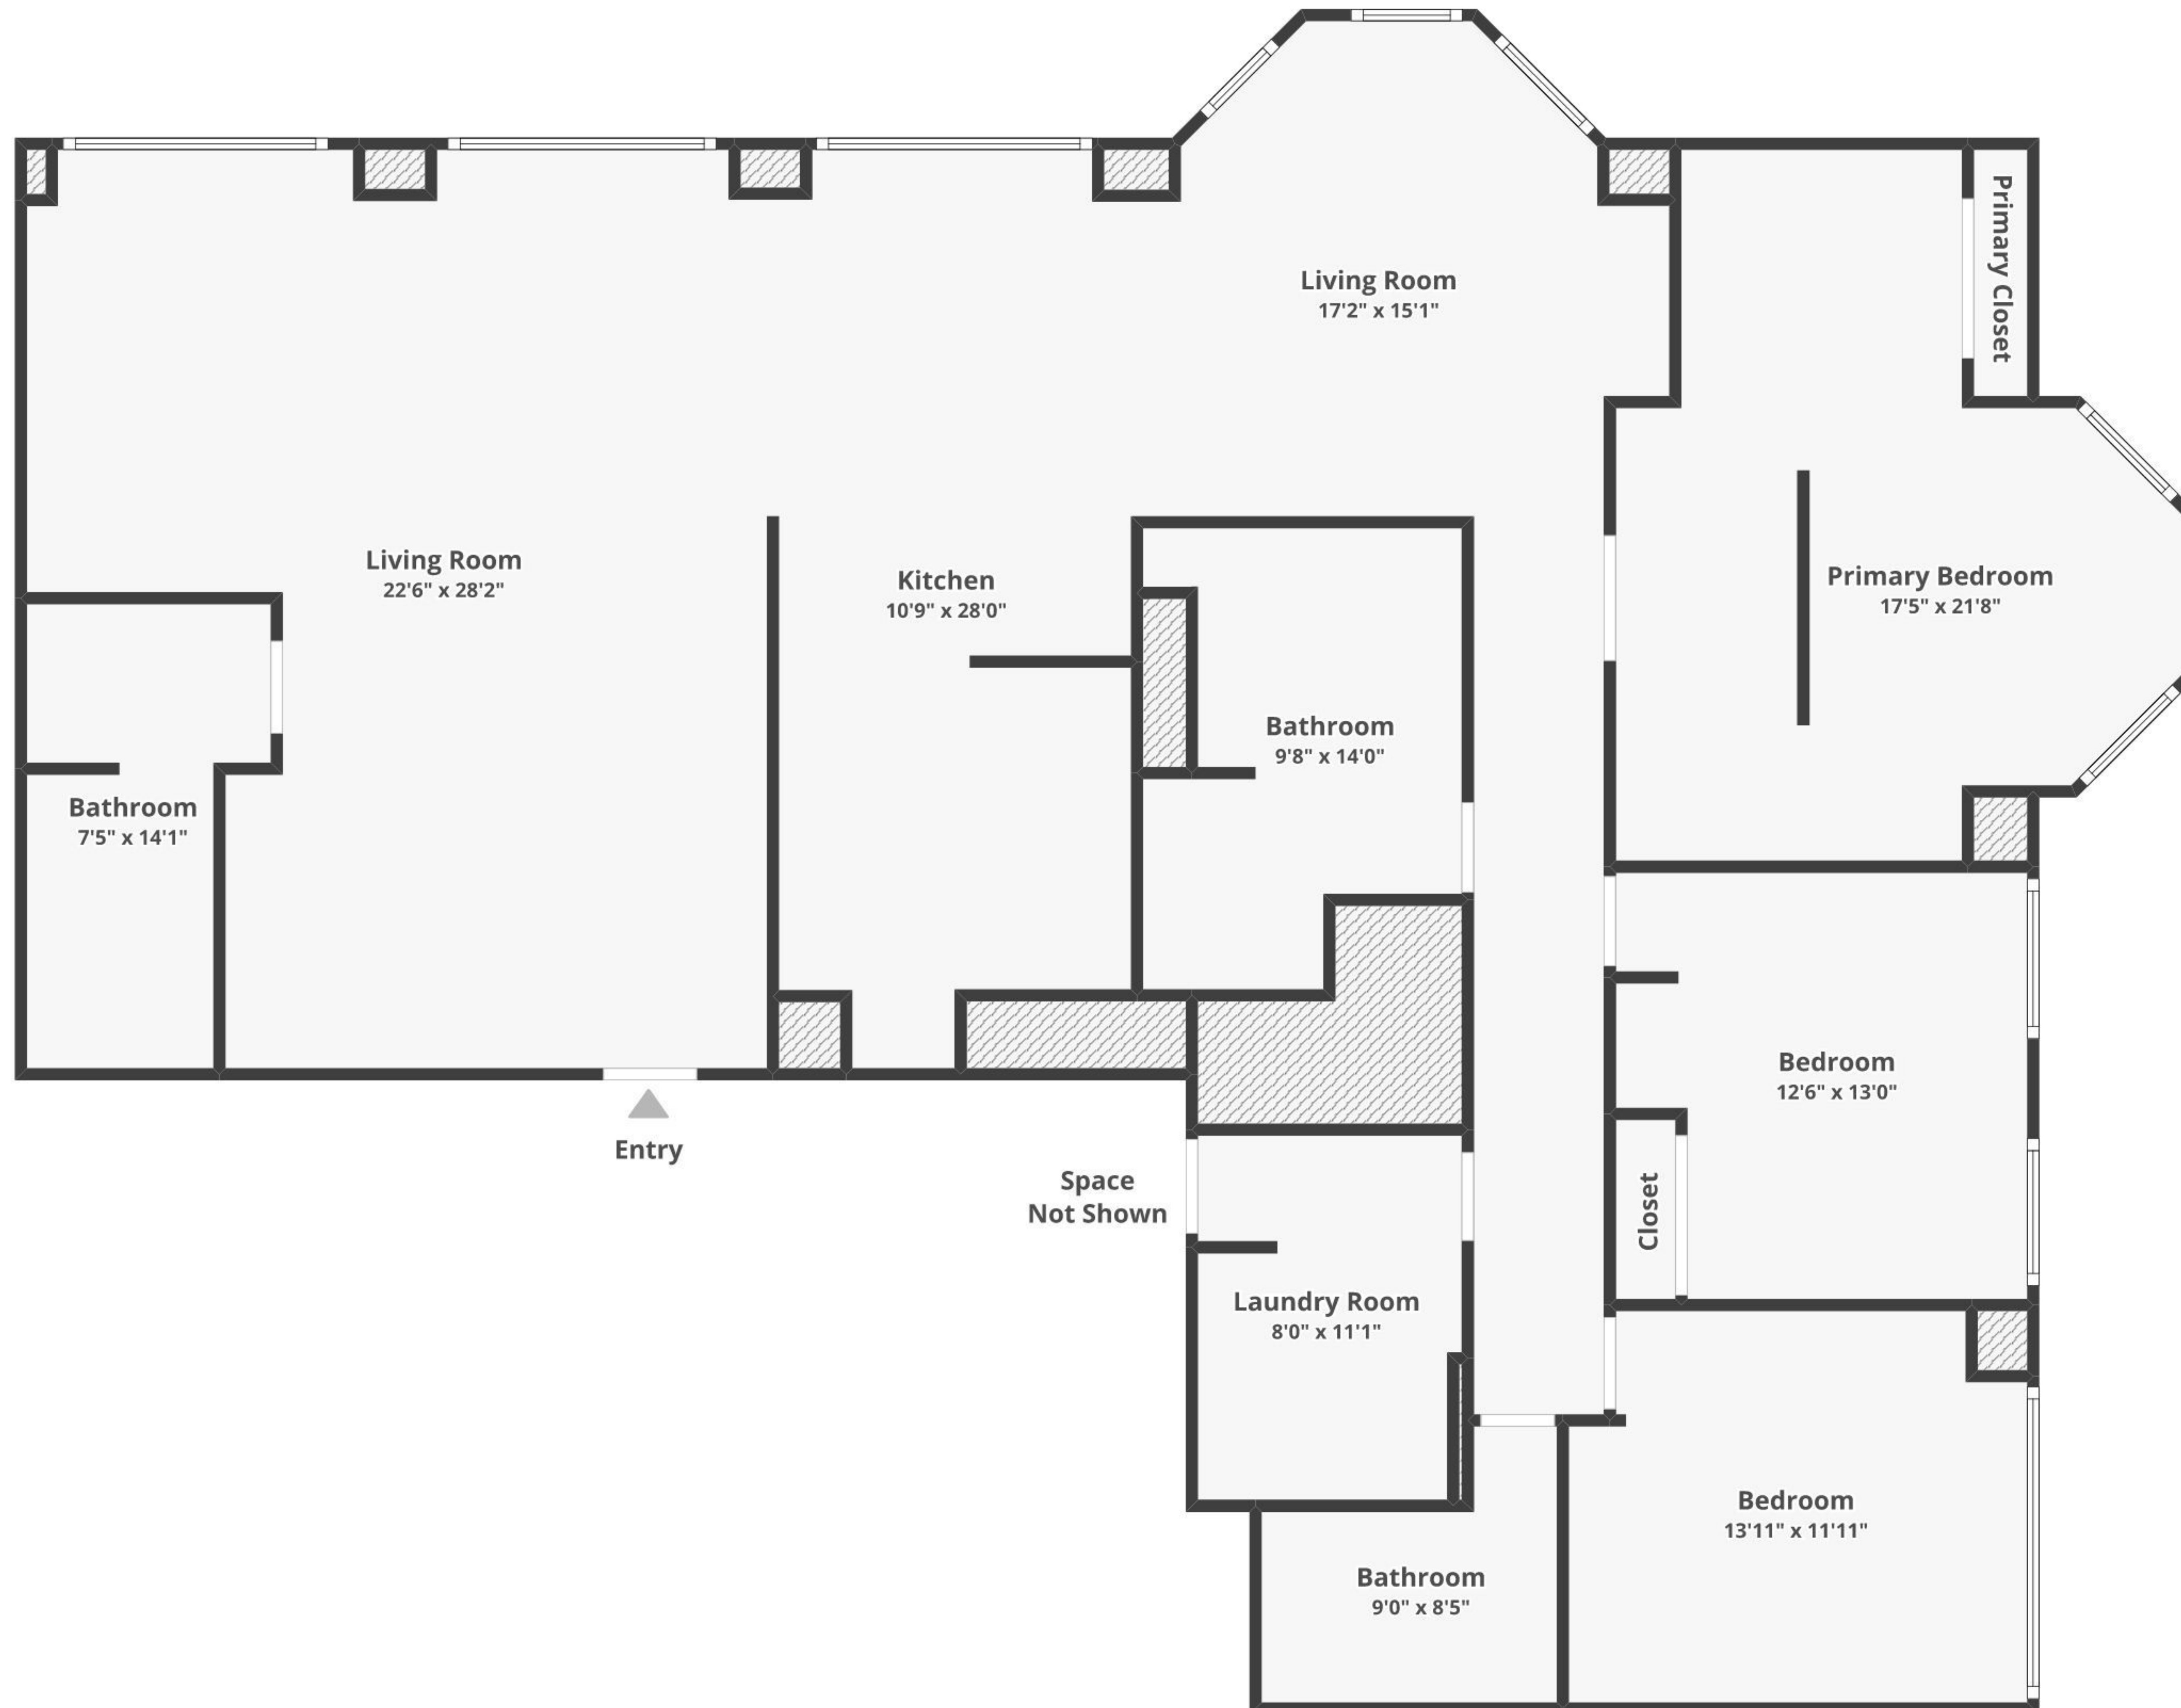 Primary Closet
Living Room
17'2" x 15'1"
Living Room
22'6" x 28'2"
Kitchen
10'9" x 28'0"
Primary Bedroom
17'5" x 21'8"
Bathroom
9'8" x 14'0"
Bathroom
7'5" x 14'1"
Bedroom
12'6" x 13'0"
Entry
Space
Not Shown
Closet
Laundry Room
8'0" x 11'1"
Bedroom
13'11" x 11'11"
Bathroom
9'0" x 8'5"